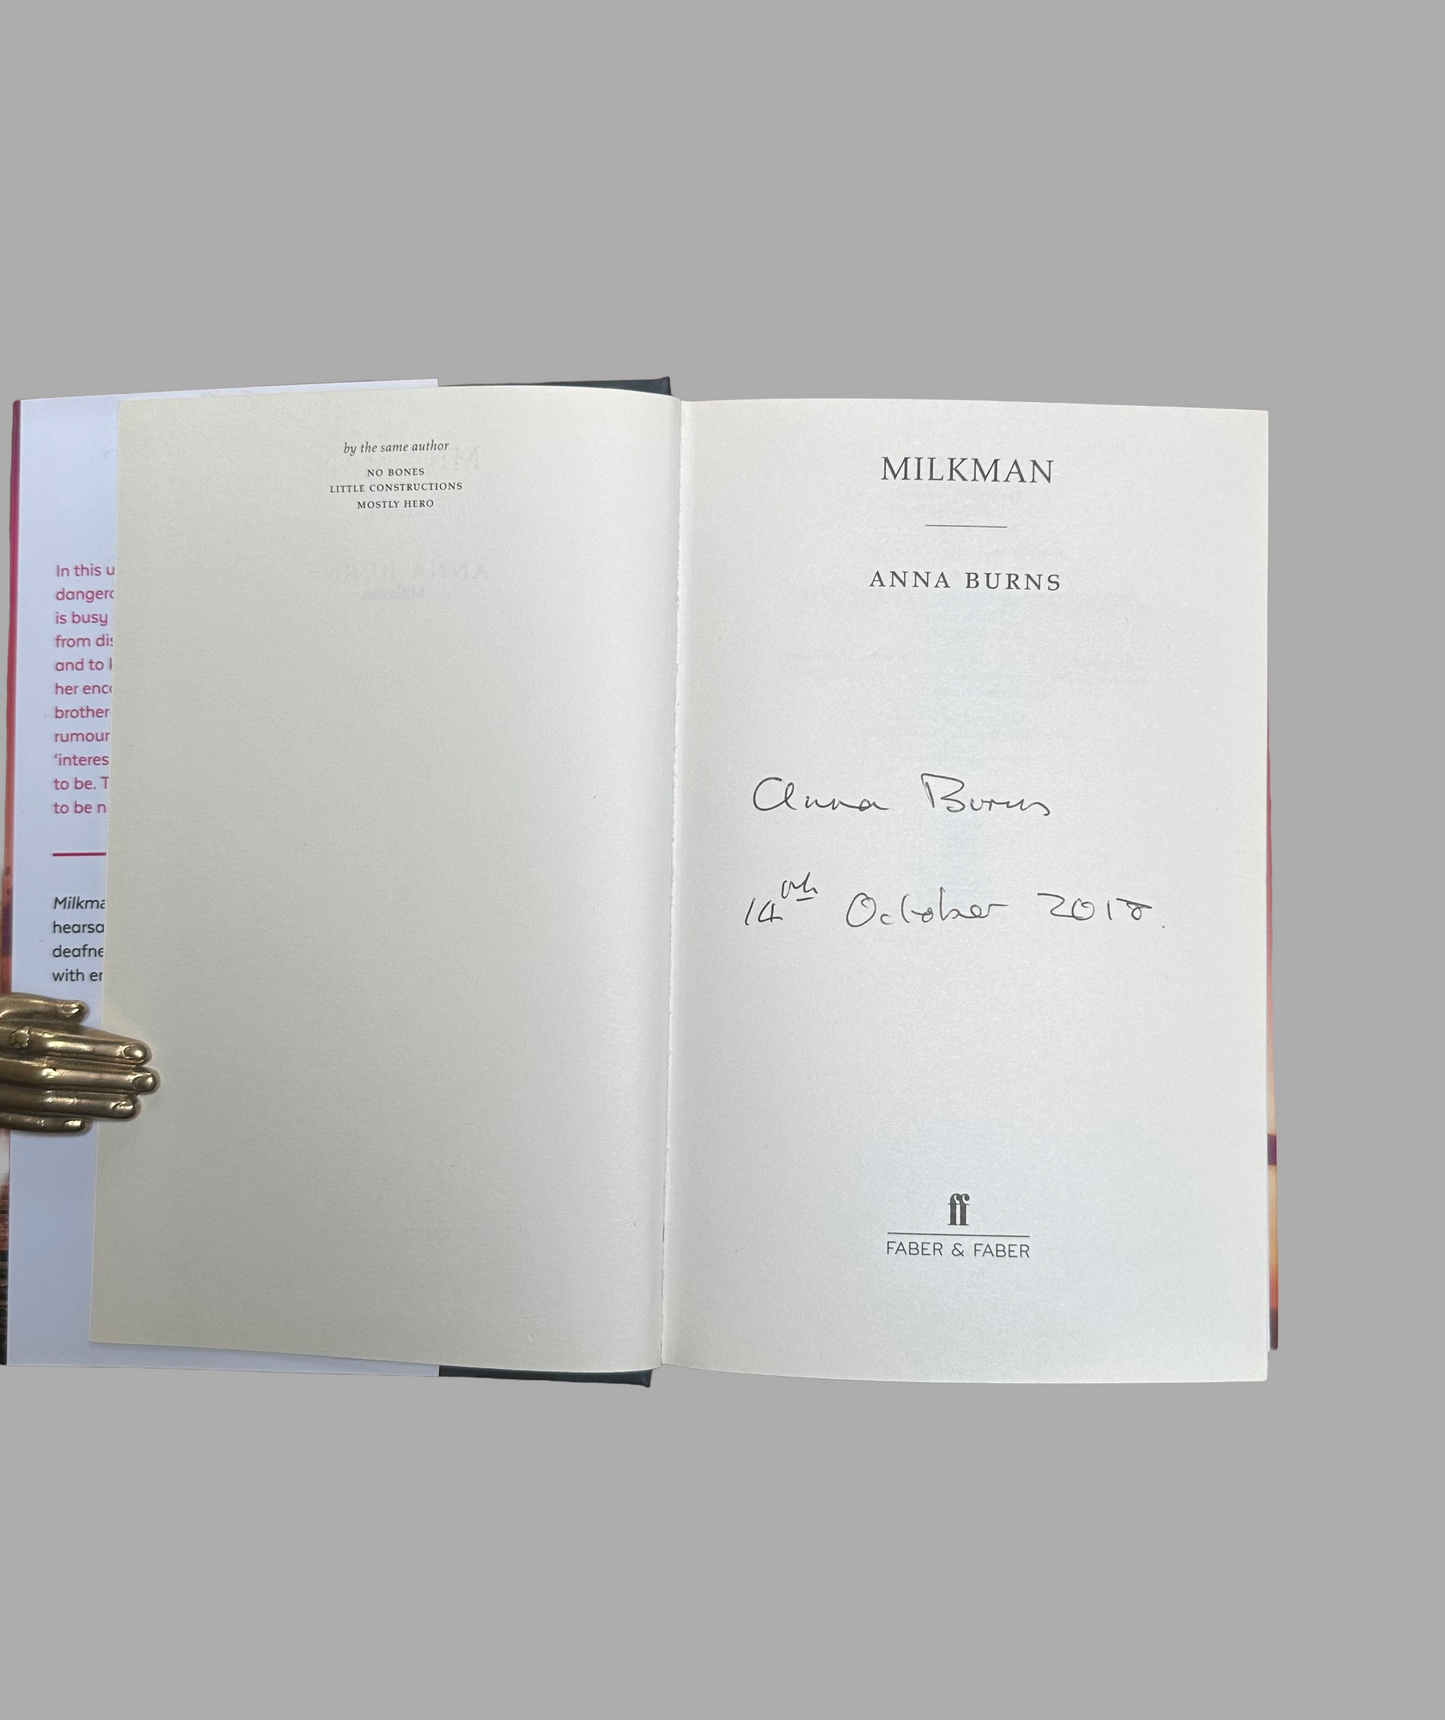 In this u
dangero
is busy
from dis
and to k
her enco
brother
rumour
'interes
to be. T
to be n
Milkma
hearsa
deafne
with er
by the same author
NO BONES
LITTLE CONSTRUCTIONS
MOSTLY HERO
MILKMAN
ANNA BURNS
Anna Burns
14th October 2018.
ff
FABER & FABER